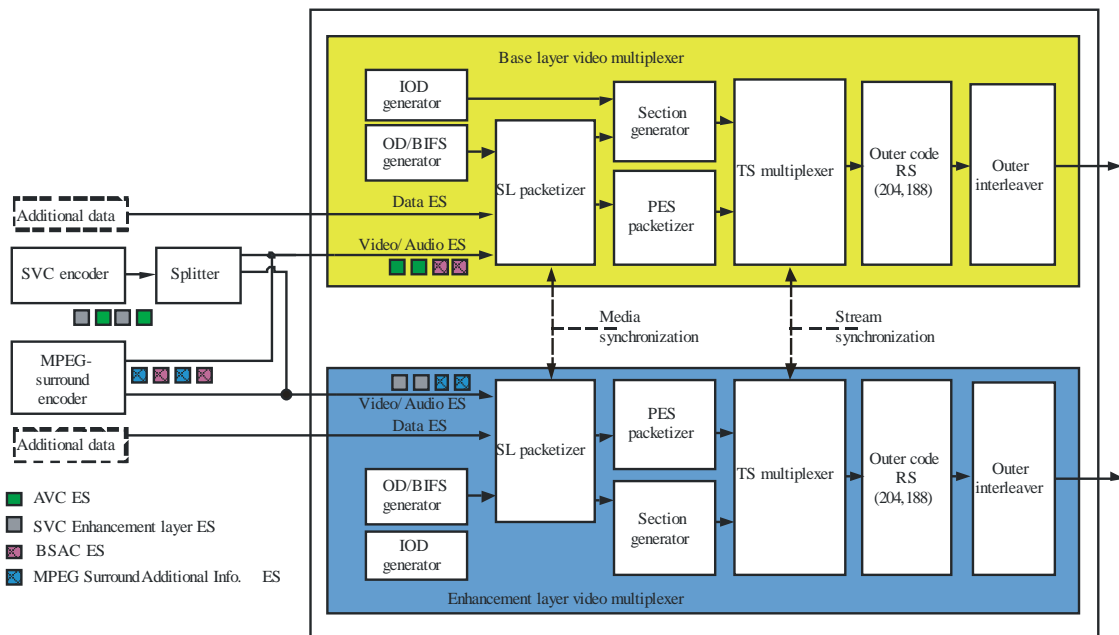 Base layer video multiplexer
IOD
generator
OD/BIFS
generator
Data ES
Video/ Audio ES
SL packetizer
Section
generator
PES
packetizer
TS multiplexer
Outer code
RS
(204,188)
Outer
interleaver
Additional data
SVC encoder
Splitter
MPEG-
surround
encoder
Additional data
Media
synchronization
Stream
synchronization
Video/ Audio ES
Data ES
OD/BIFS
generator
IOD
generator
SL packetizer
PES
packetizer
Section
generator
TS multiplexer
Outer code
RS
(204,188)
Outer
interleaver
Enhancement layer video multiplexer
AVC ES
SVC Enhancement layer ES
BSAC ES
MPEG Surround Additional Info. ES